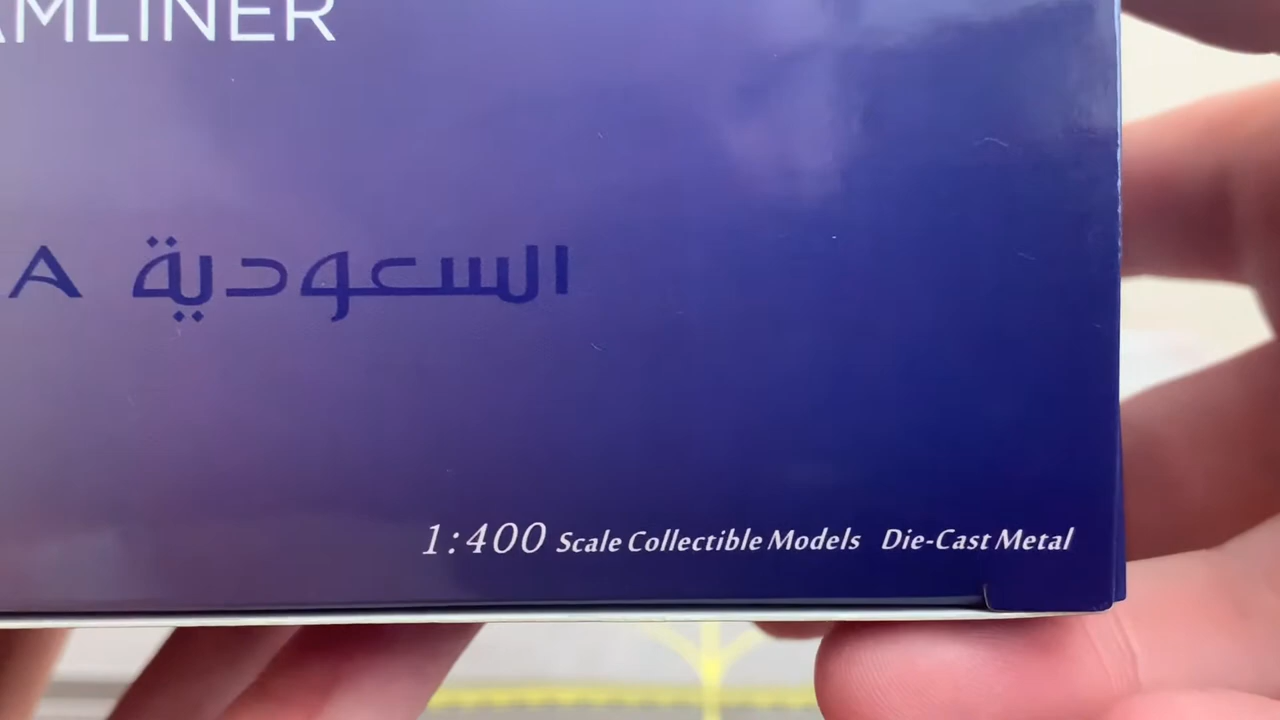 AMLINER
A السعودية
1:400 Scale Collectible Models Die-Cast Metal